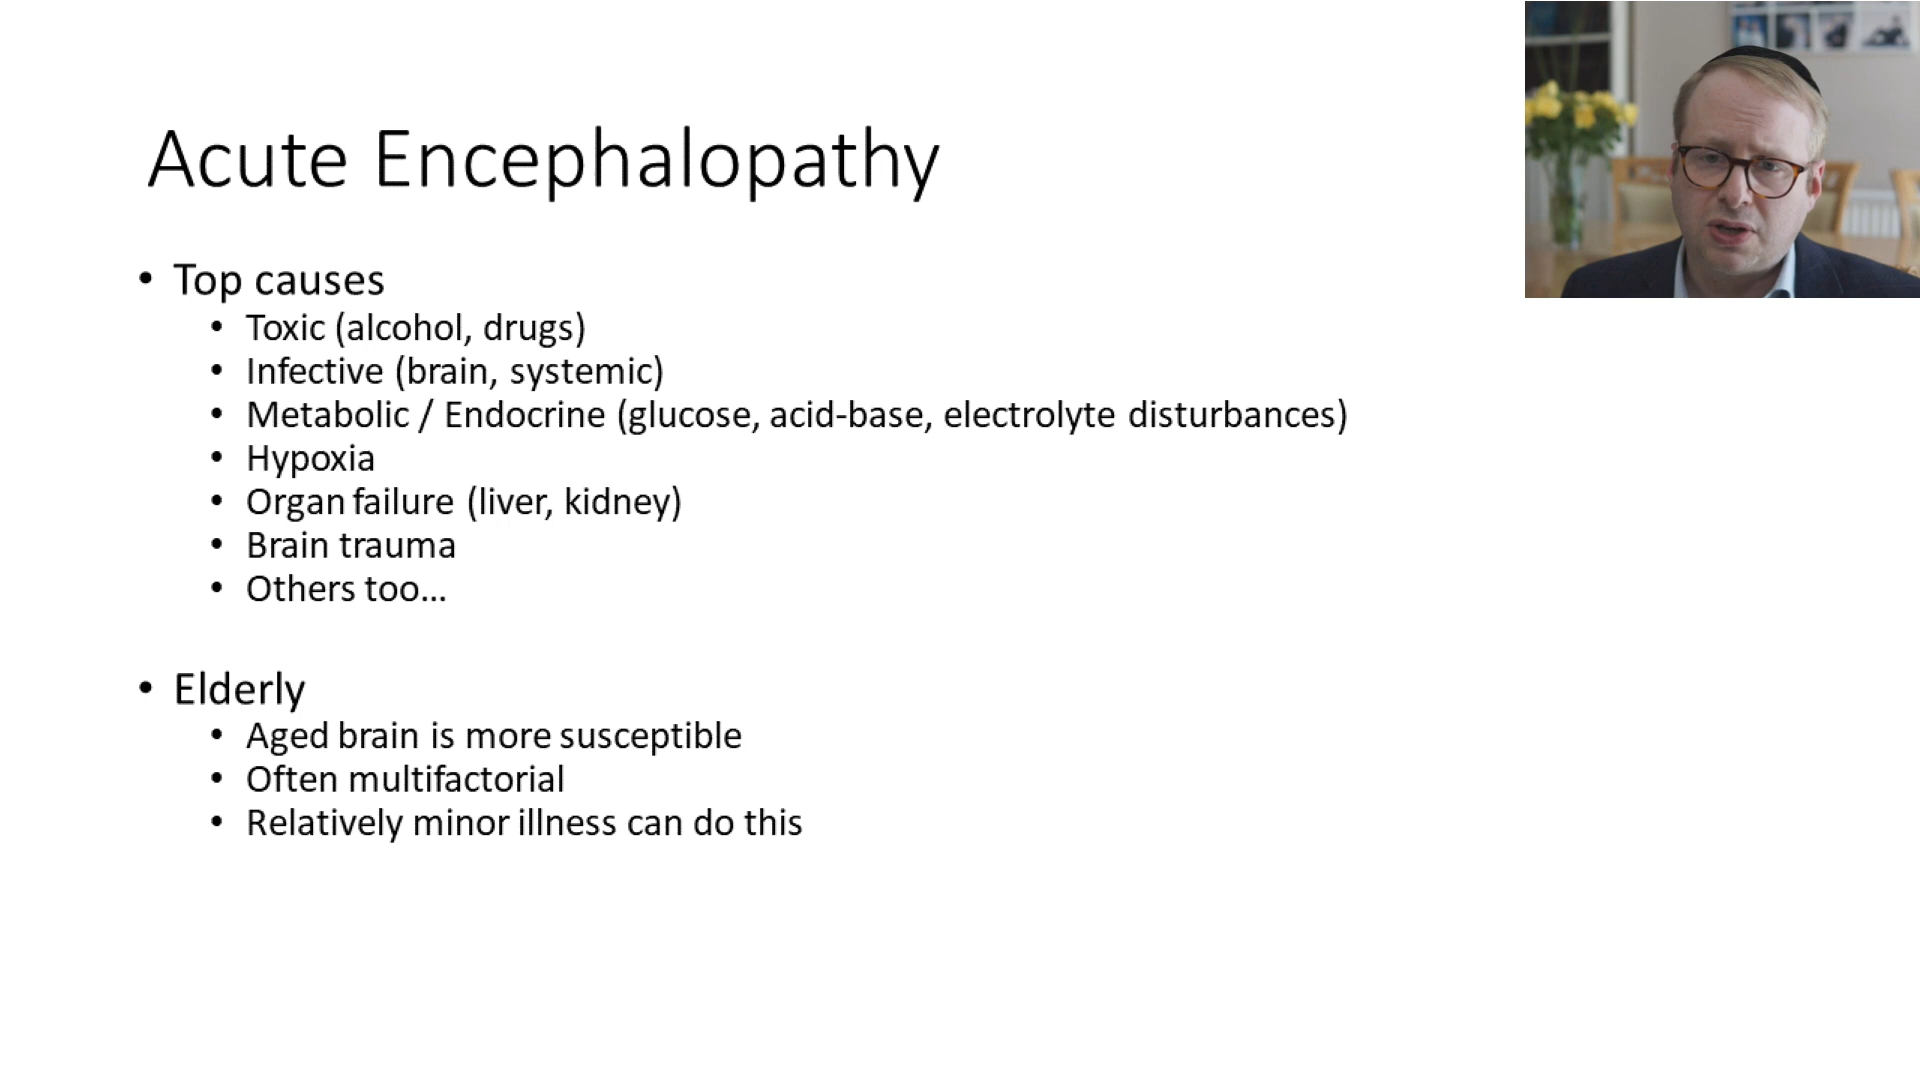 Acute Encephalopathy
• Top causes
• Toxic (alcohol, drugs)
• Infective (brain, systemic)
• Metabolic / Endocrine (glucose, acid-base, electrolyte disturbances)
• Hypoxia
• Organ failure (liver, kidney)
• Brain trauma
• Others too...
• Elderly
• Aged brain is more susceptible
• Often multifactorial
• Relatively minor illness can do this